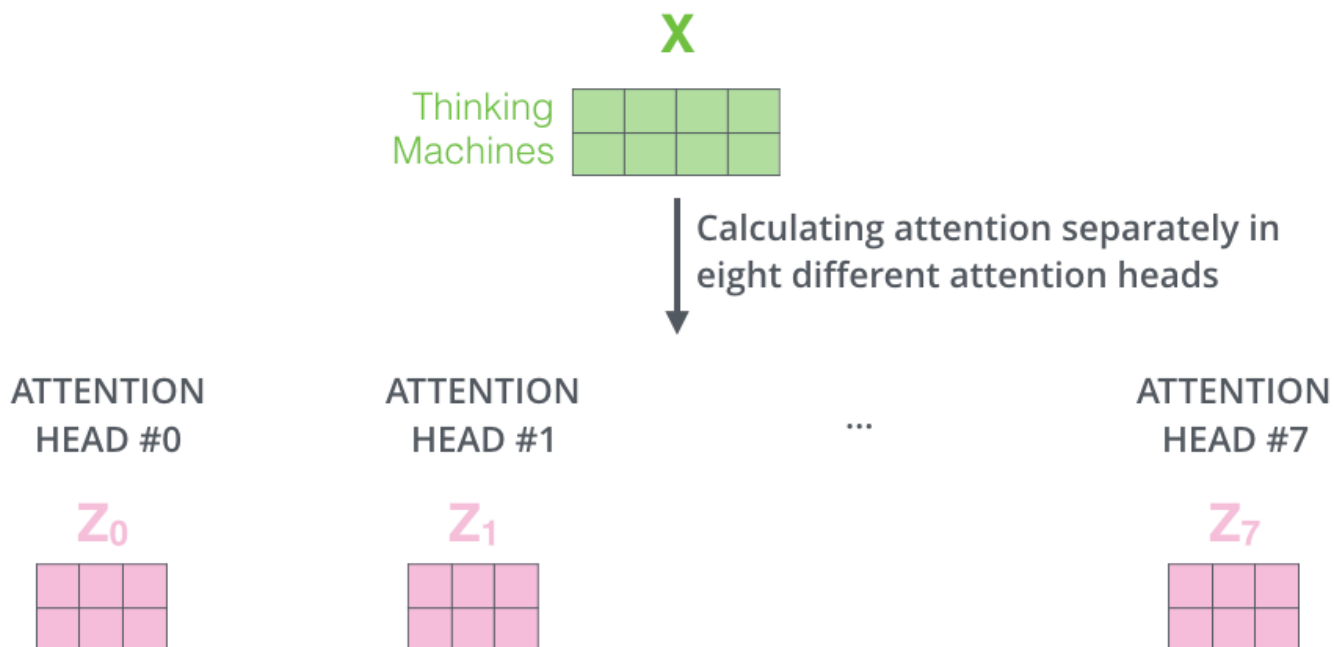 X
Thinking
Machines
Calculating attention separately in
eight different attention heads
ATTENTION
HEAD #0
ATTENTION
HEAD #1
...
ATTENTION
HEAD #7
Z0
Z1
Z7